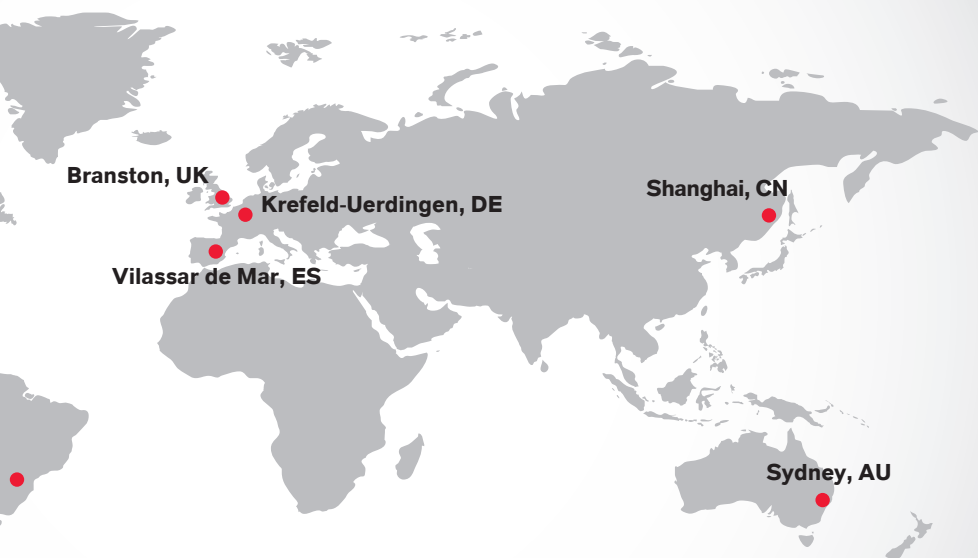 Branston, UK
Krefeld-Uerdingen, DE
Shanghai, CN
Vilassar de Mar, ES
Sydney, AU